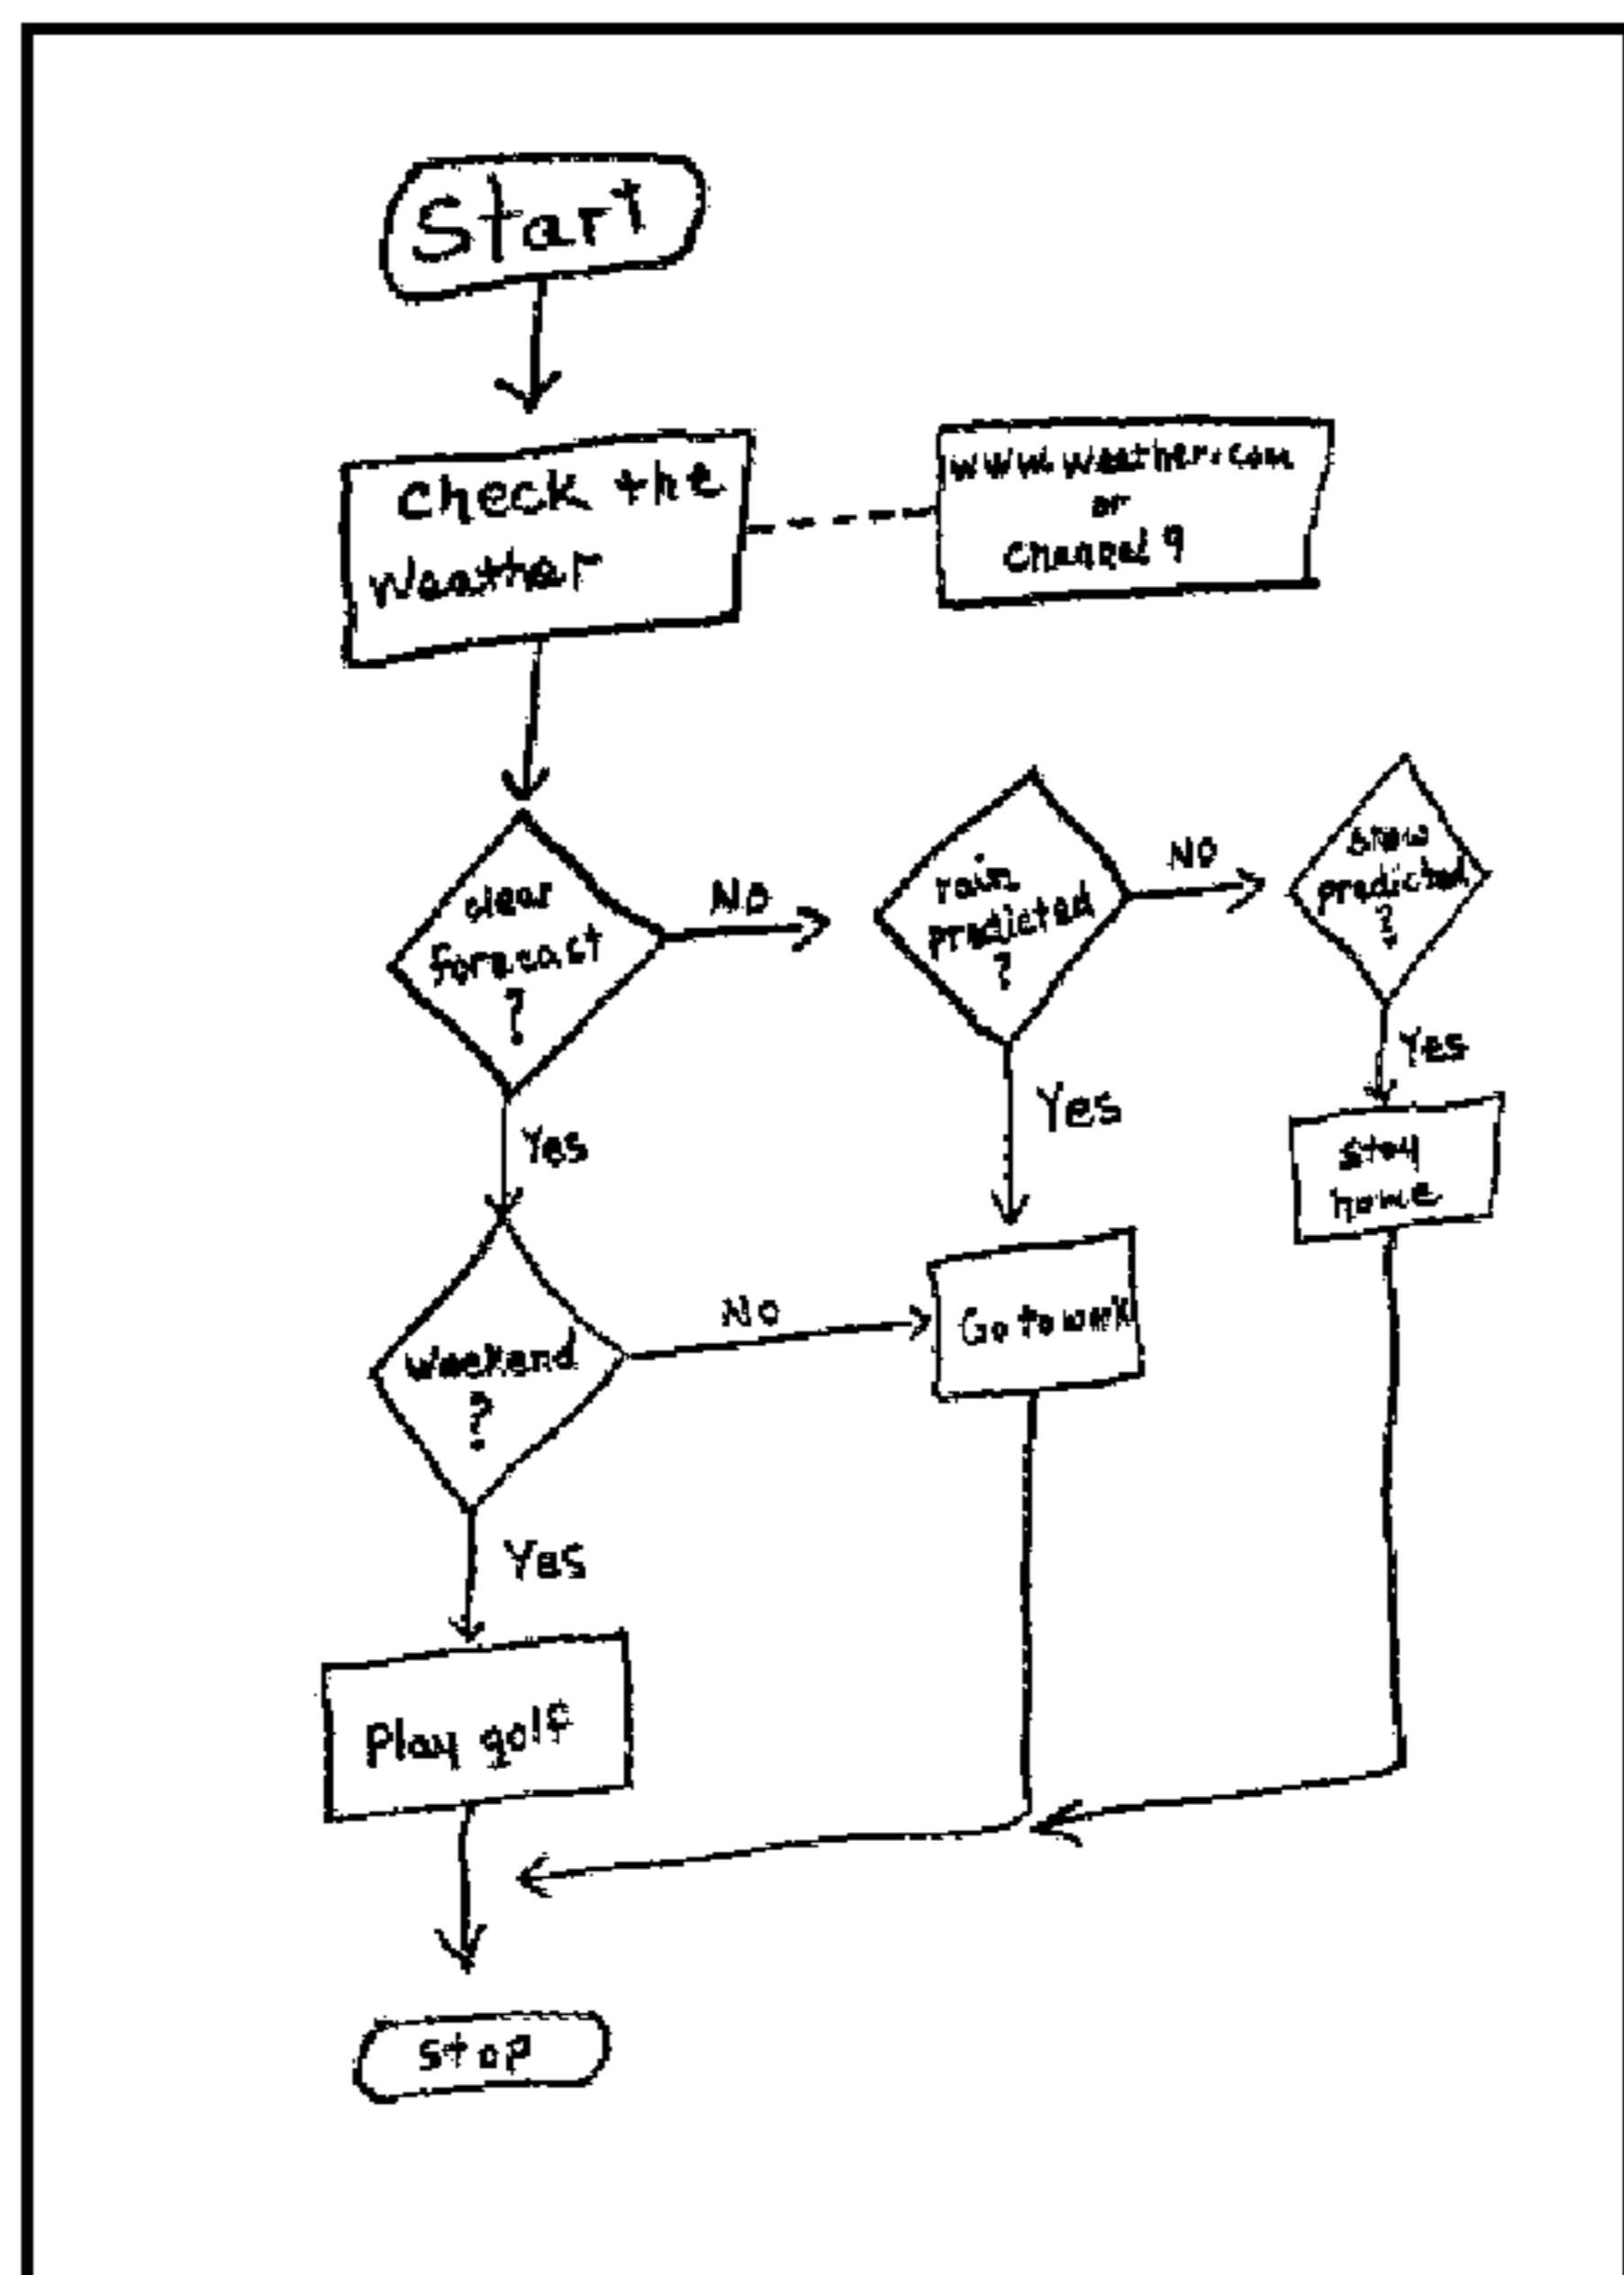 Start
check the
weather
www.weather.com
or
channel 9
clear
forecast
?
No
rain
predicted
?
No
snow
predicted
?
Yes
Yes
Yes
stay
home
weekend
?
No
Go to work
Yes
Play golf
stop